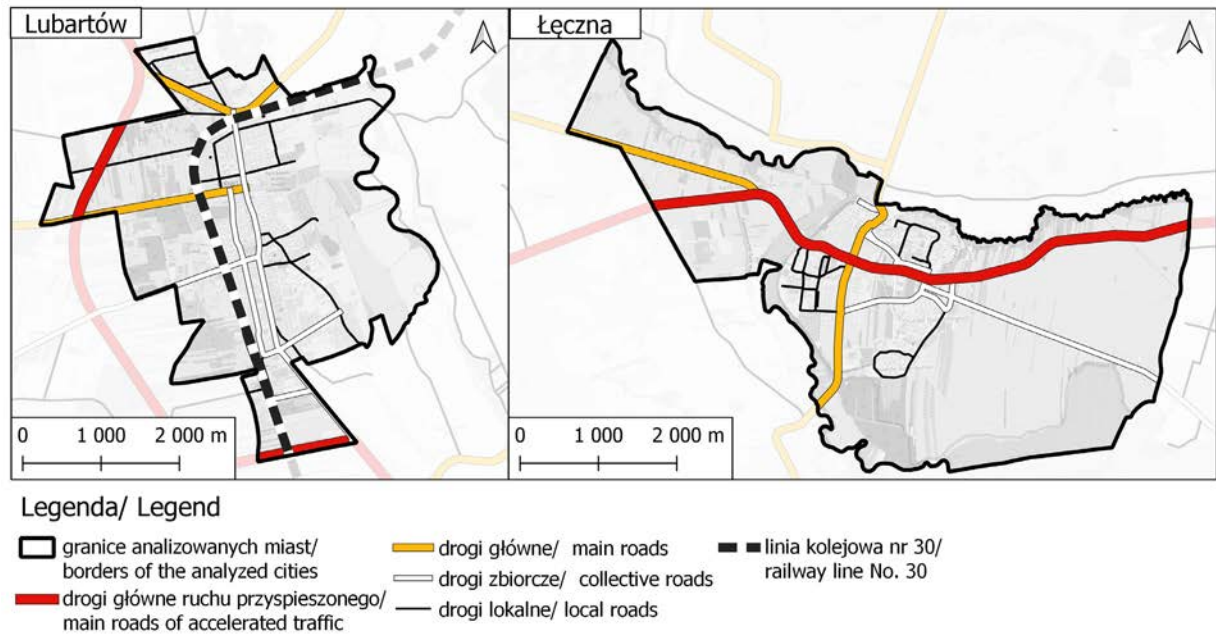 Lubartów
Łęczna
0 1 000 2 000 m
0 1 000 2 000 m
Legenda/ Legend
granice analizowanych miast/
borders of the analyzed cities
drogi główne ruchu przyspieszonego/
main roads of accelerated traffic
drogi główne/ main roads
drogi zbiorcze/ collective roads
drogi lokalne/ local roads
linia kolejowa nr 30/
railway line No. 30